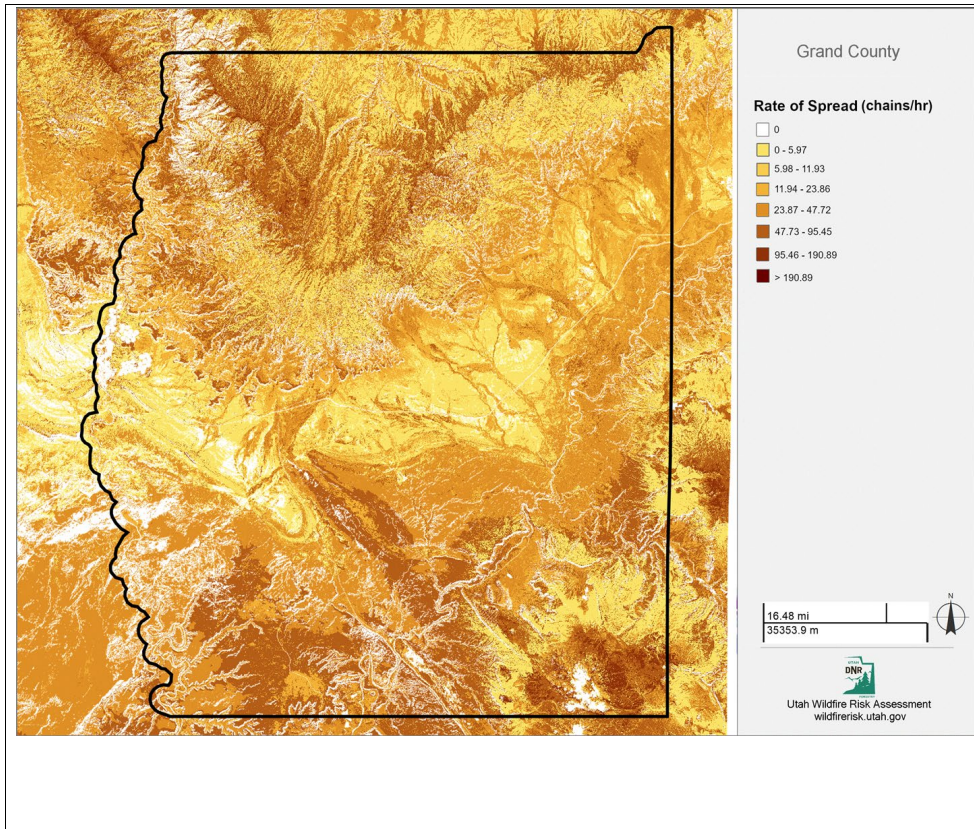 Grand County
Rate of Spread (chains/hr)
0
0 - 5.97
5.98 - 11.93
11.94 - 23.86
23.87 - 47.72
47.73 - 95.45
95.46 - 190.89
> 190.89
N
16.48 mi
35353.9 m
UTAH
DNR
Utah Wildfire Risk Assessment
wildfirerisk.utah.gov